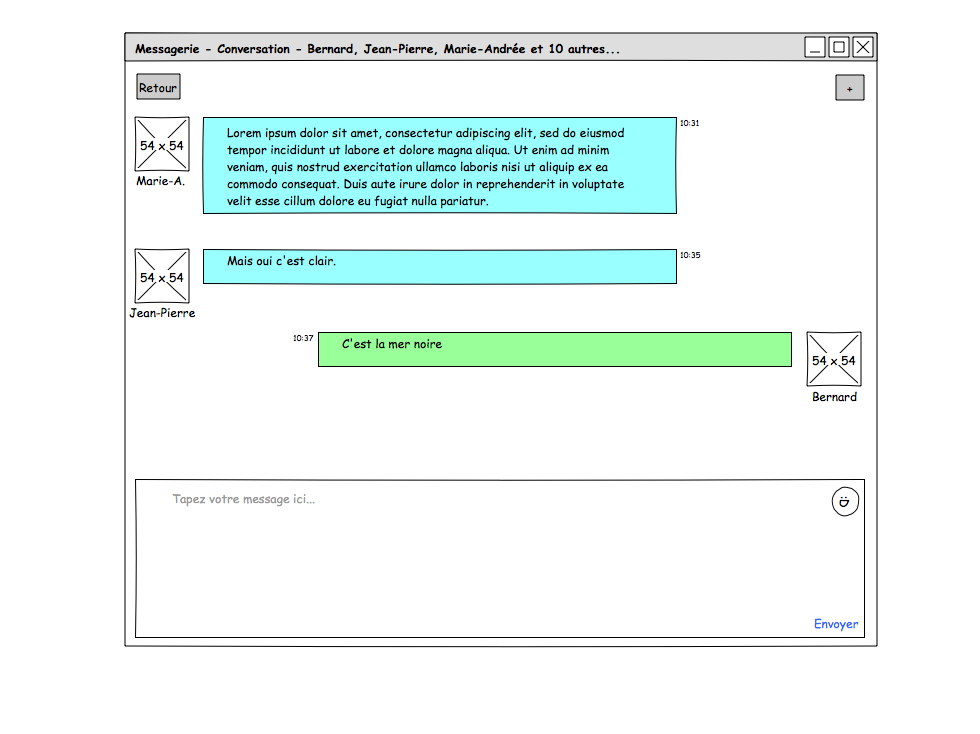 Messagerie - Conversation - Bernard, Jean-Pierre, Marie-Andrée et 10 autres...
Retour
+
54 x 54
Marie-A.
Lorem ipsum dolor sit amet, consectetur adipiscing elit, sed do eiusmod
tempor incididunt ut labore et dolore magna aliqua. Ut enim ad minim
veniam, quis nostrud exercitation ullamco laboris nisi ut aliquip ex ea
commodo consequat. Duis aute irure dolor in reprehenderit in voluptate
velit esse cillum dolore eu fugiat nulla pariatur.
10:31
54 x 54
Jean-Pierre
Mais oui c'est clair.
10:35
10:37
C'est la mer noire
54 x 54
Bernard
Tapez votre message ici...
Envoyer